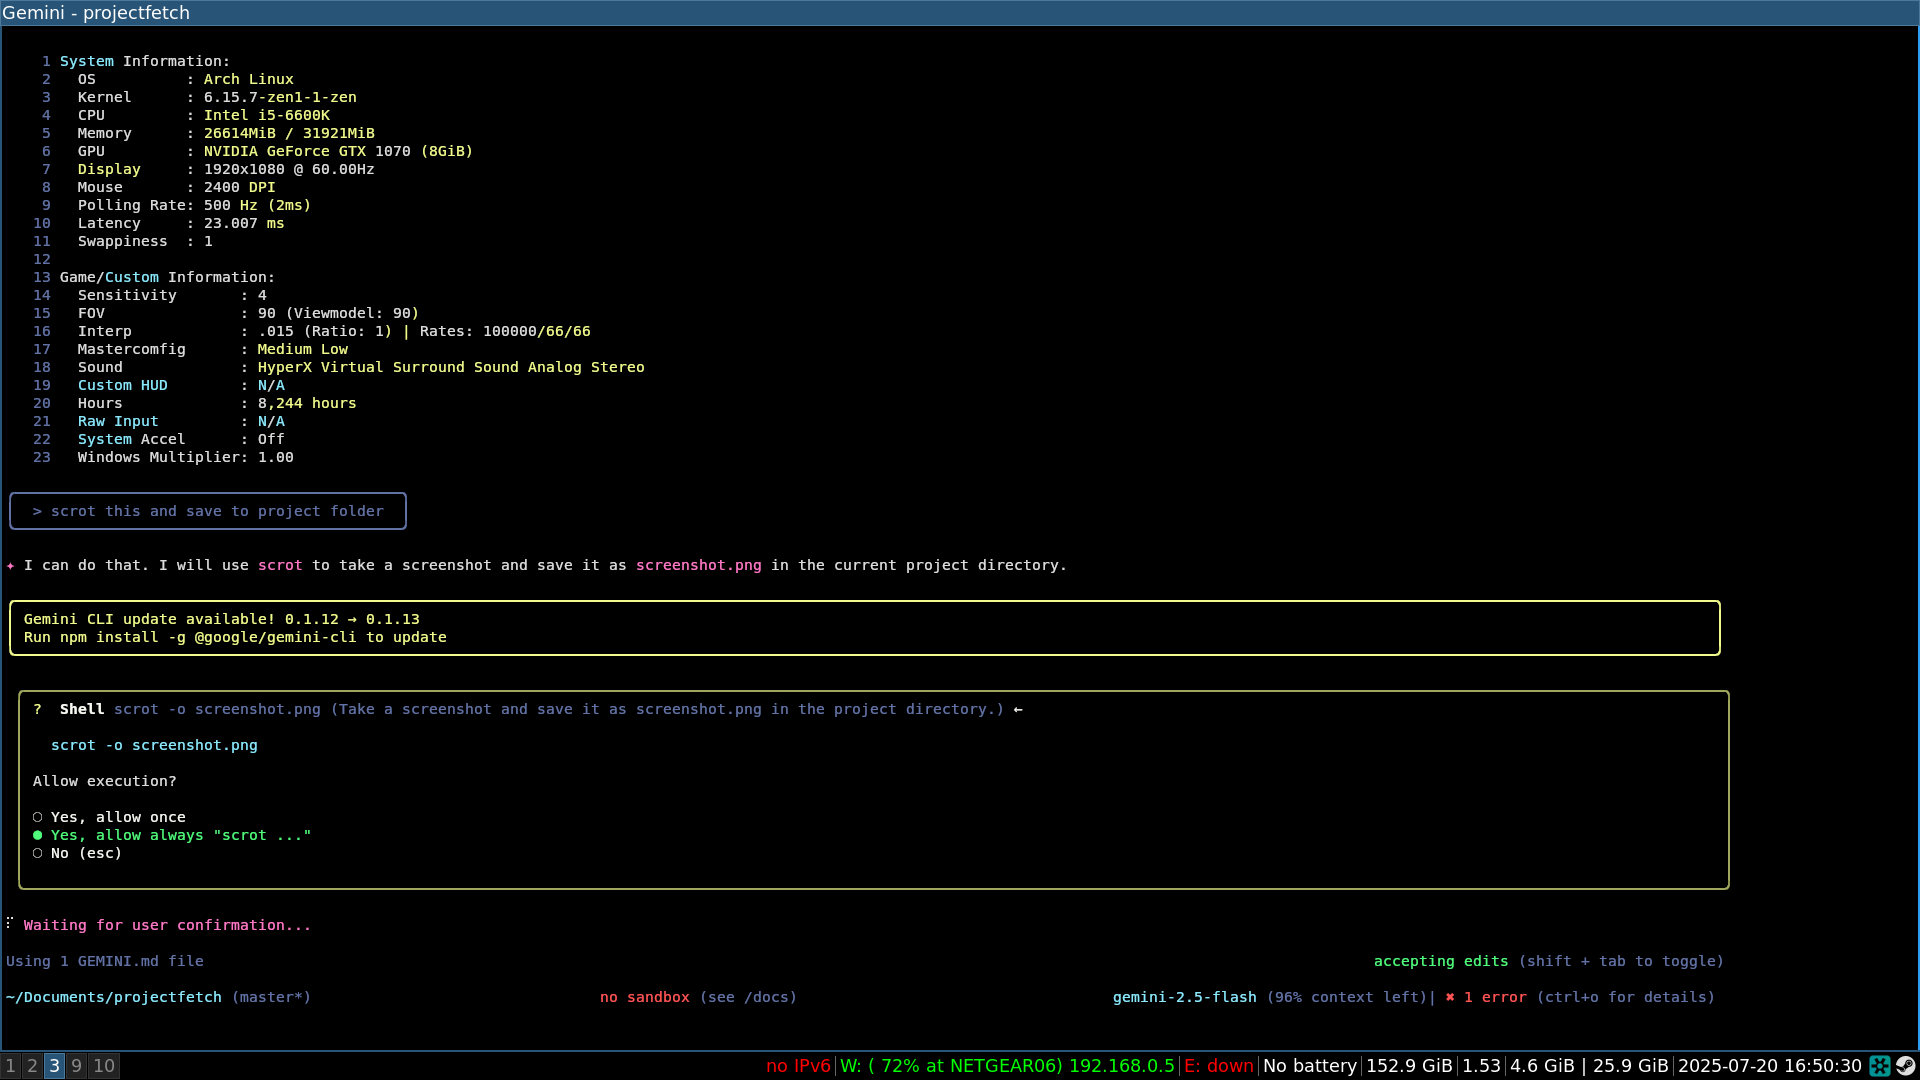 Gemini - projectfetch
1 System Information:
2 OS : Arch Linux
3 Kernel : 6.15.7-zen1-1-zen
4 CPU : Intel i5-6600K
5 Memory : 26614MiB / 31921MiB
6 GPU : NVIDIA GeForce GTX 1070 (8GiB)
7 Display : 1920x1080 @ 60.00Hz
8 Mouse : 2400 DPI
9 Polling Rate: 500 Hz (2ms)
10 Latency : 23.007 ms
11 Swappiness : 1
12
13 Game/Custom Information:
14 Sensitivity : 4
15 FOV : 90 (Viewmodel: 90)
16 Interp : .015 (Ratio: 1) | Rates: 100000/66/66
17 Mastercomfig : Medium Low
18 Sound : HyperX Virtual Surround Sound Analog Stereo
19 Custom HUD : N/A
20 Hours : 8,244 hours
21 Raw Input : N/A
22 System Accel : Off
23 Windows Multiplier: 1.00
> scrot this and save to project folder
✦ I can do that. I will use scrot to take a screenshot and save it as screenshot.png in the current project directory.
Gemini CLI update available! 0.1.12 → 0.1.13
Run npm install -g @google/gemini-cli to update
? Shell scrot -o screenshot.png (Take a screenshot and save it as screenshot.png in the project directory.) ←
scrot -o screenshot.png
Allow execution?
○ Yes, allow once
● Yes, allow always "scrot ..."
○ No (esc)
Waiting for user confirmation...
Using 1 GEMINI.md file accepting edits (shift + tab to toggle)
~/Documents/projectfetch (master*) no sandbox (see /docs) gemini-2.5-flash (96% context left)| ✖ 1 error (ctrl+o for details)
1 2 3 9 10 no IPv6|W: ( 72% at NETGEAR06) 192.168.0.5|E: down|No battery|152.9 GiB|1.53|4.6 GiB | 25.9 GiB|2025-07-20 16:50:30